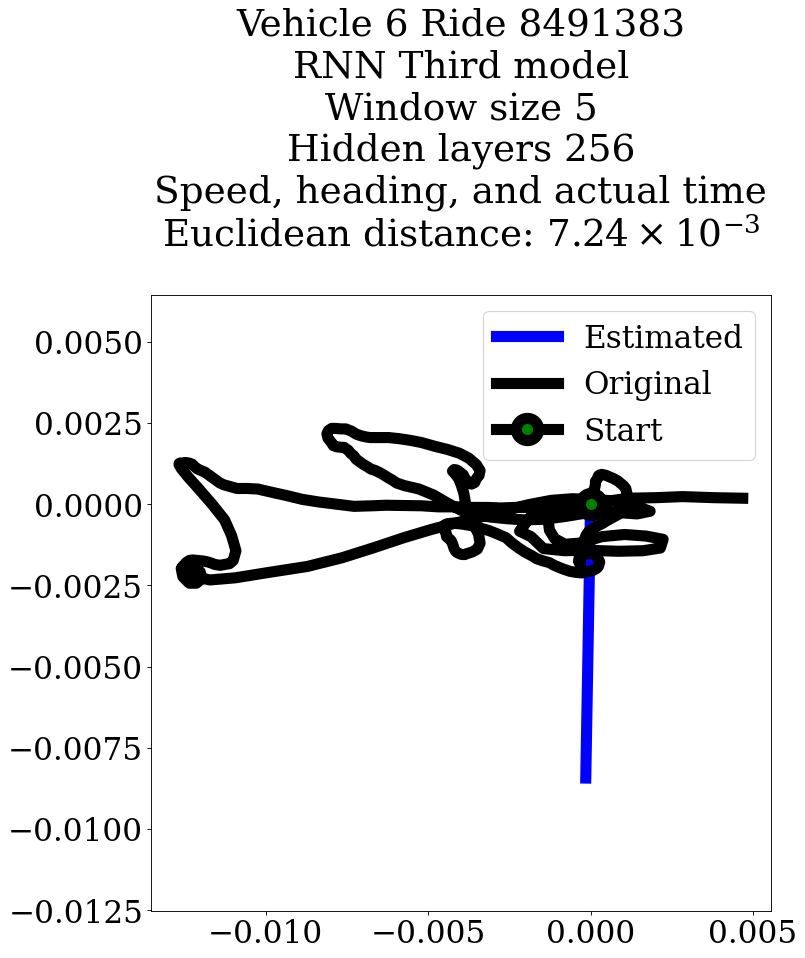 Vehicle 6 Ride 8491383
RNN Third model
Window size 5
Hidden layers 256
Speed, heading, and actual time
Euclidean distance: 7.24 × 10⁻³
Estimated
Original
Start
0.0050
0.0025
0.0000
−0.0025
−0.0050
−0.0075
−0.0100
−0.0125
−0.010 −0.005 0.000 0.005